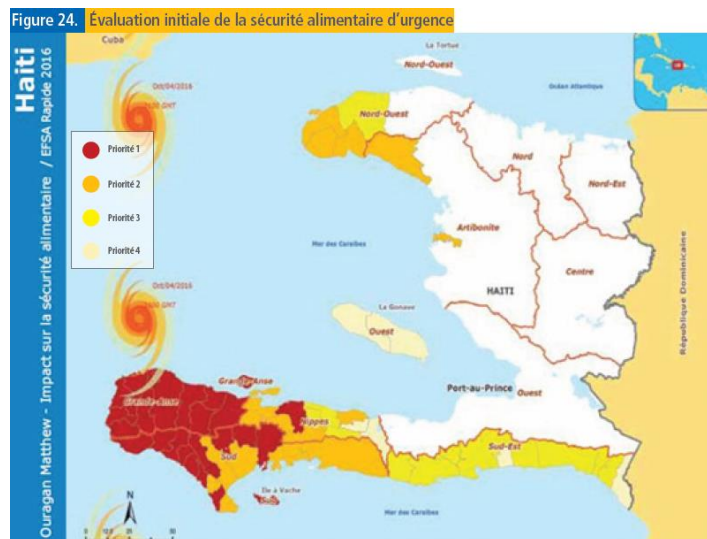 Figure 24. Évaluation initiale de la sécurité alimentaire d'urgence
Haiti
Ouragan Matthew - Impact sur la sécurité alimentaire / EFSA Rapide 2016
Cuba
La Tortue
Nord-Ouest
Océan Atlantique
Oct/04/2016
Nord-Ouest
Priorité 1
Priorité 2
Priorité 3
Priorité 4
Nord
Nord-Est
Artibonite
Mer des Caraïbes
Centre
HAITI
République Dominicaine
Oct/04/2016
La Gonave
Ouest
Grande-Anse
Port-au-Prince
Ouest
Grande-Anse
Nippes
Sud-Est
Sud
Ile à Vache
Sud
N
Mer des Caraïbes